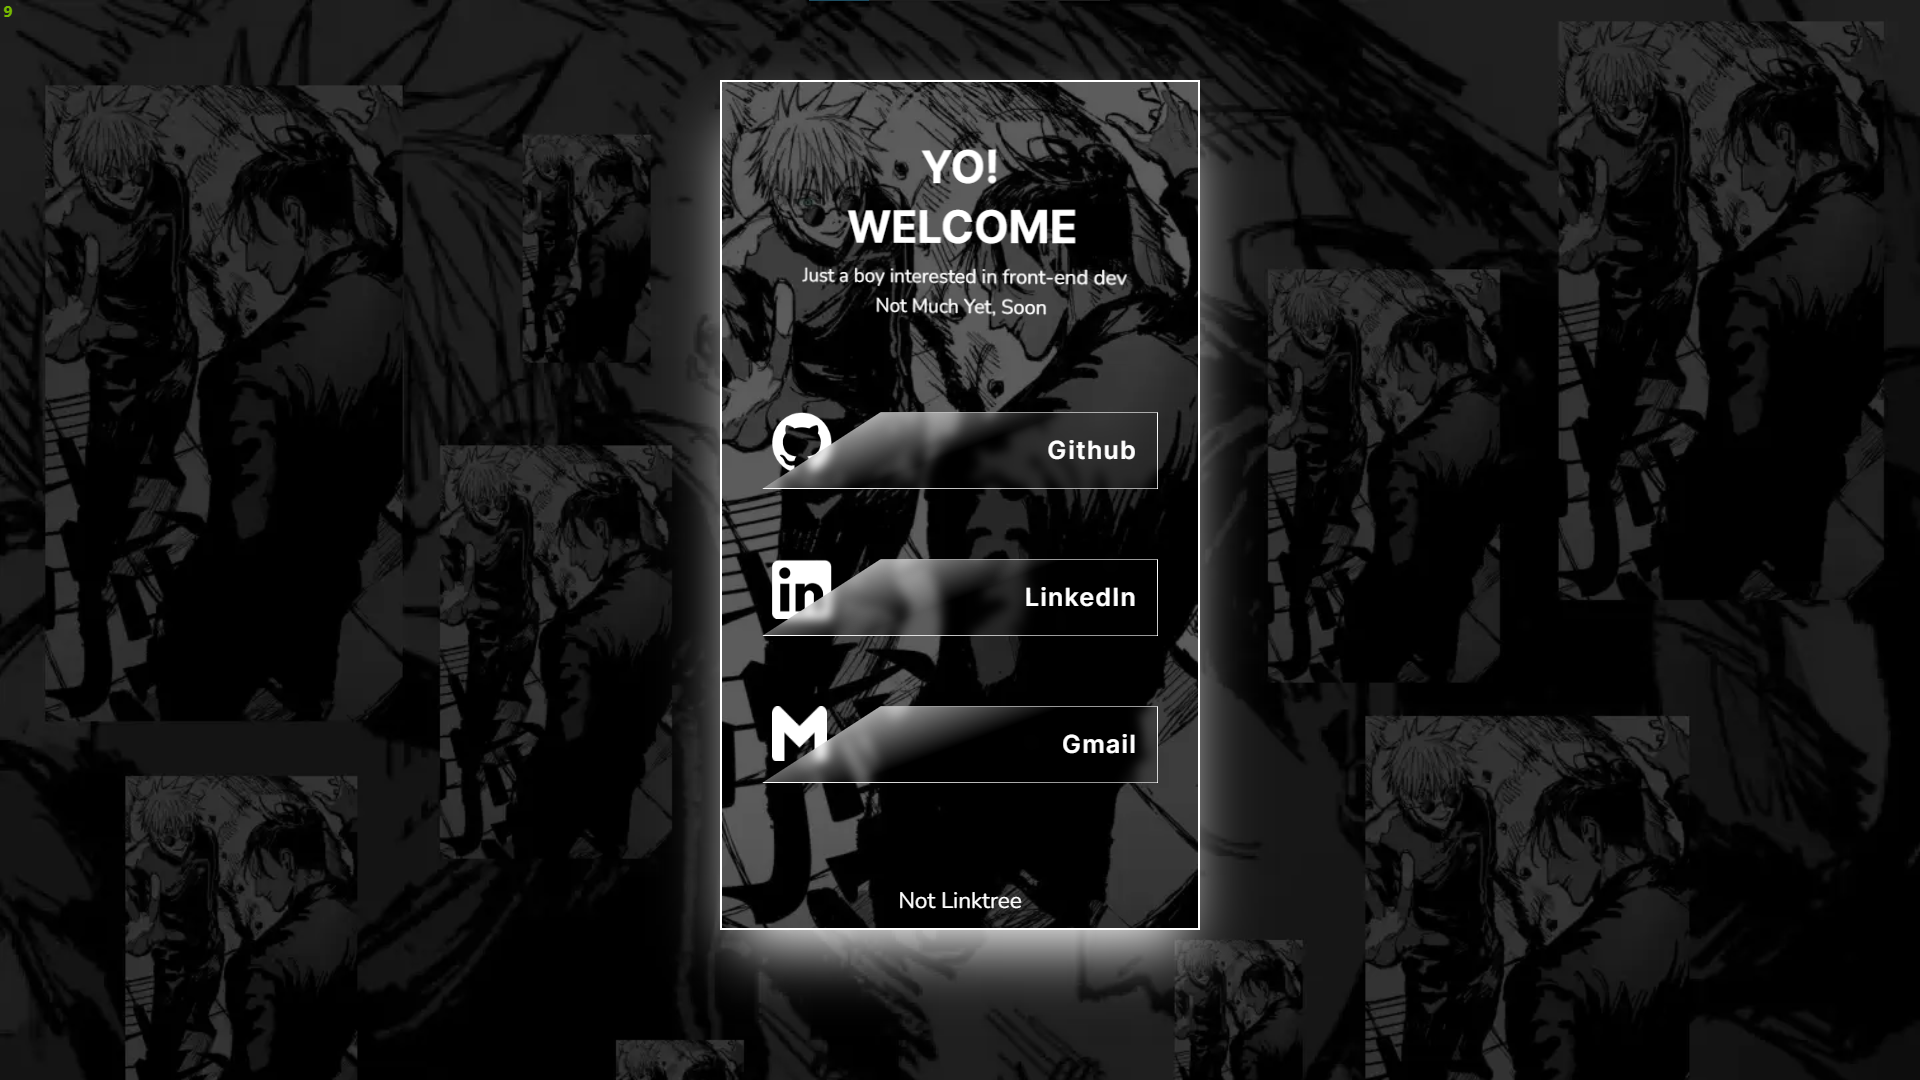 9
YO!
WELCOME
Just a boy interested in front-end dev
Not Much Yet, Soon
Github
in
LinkedIn
M
Gmail
Not Linktree